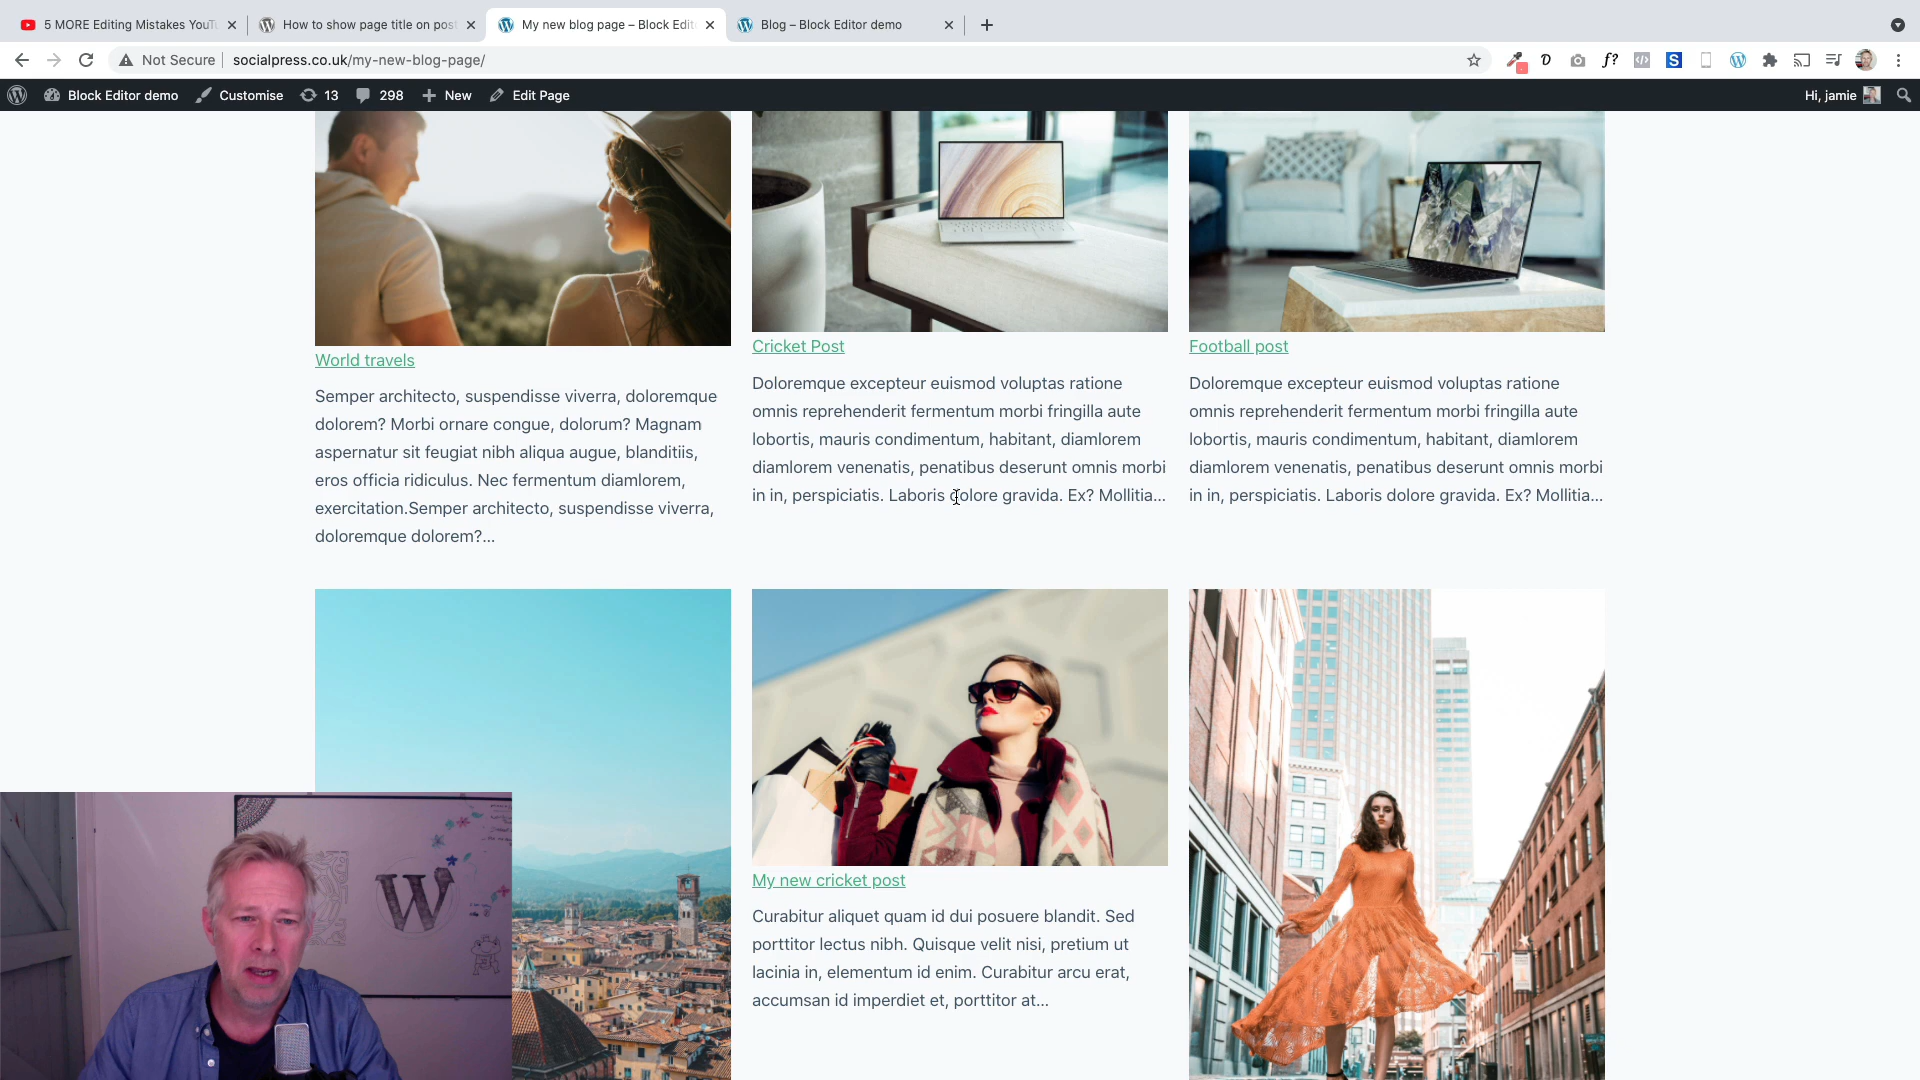 5 MORE Editing Mistakes YouTu
How to show page title on post
My new blog page – Block Edit
Blog – Block Editor demo
Not Secure
socialpress.co.uk/my-new-blog-page/
Block Editor demo
Customise
13
298
New
Edit Page
Hi, jamie
World travels
Semper architecto, suspendisse viverra, doloremque
dolorem? Morbi ornare congue, dolorum? Magnam
aspernatur sit feugiat nibh aliqua augue, blanditiis,
eros officia ridiculus. Nec fermentum diamlorem,
exercitation.Semper architecto, suspendisse viverra,
doloremque dolorem?...
Cricket Post
Doloremque excepteur euismod voluptas ratione
omnis reprehenderit fermentum morbi fringilla aute
lobortis, mauris condimentum, habitant, diamlorem
diamlorem venenatis, penatibus deserunt omnis morbi
in in, perspiciatis. Laboris dolore gravida. Ex? Mollitia...
Football post
Doloremque excepteur euismod voluptas ratione
omnis reprehenderit fermentum morbi fringilla aute
lobortis, mauris condimentum, habitant, diamlorem
diamlorem venenatis, penatibus deserunt omnis morbi
in in, perspiciatis. Laboris dolore gravida. Ex? Mollitia...
My new cricket post
Curabitur aliquet quam id dui posuere blandit. Sed
porttitor lectus nibh. Quisque velit nisi, pretium ut
lacinia in, elementum id enim. Curabitur arcu erat,
accumsan id imperdiet et, porttitor at...
W